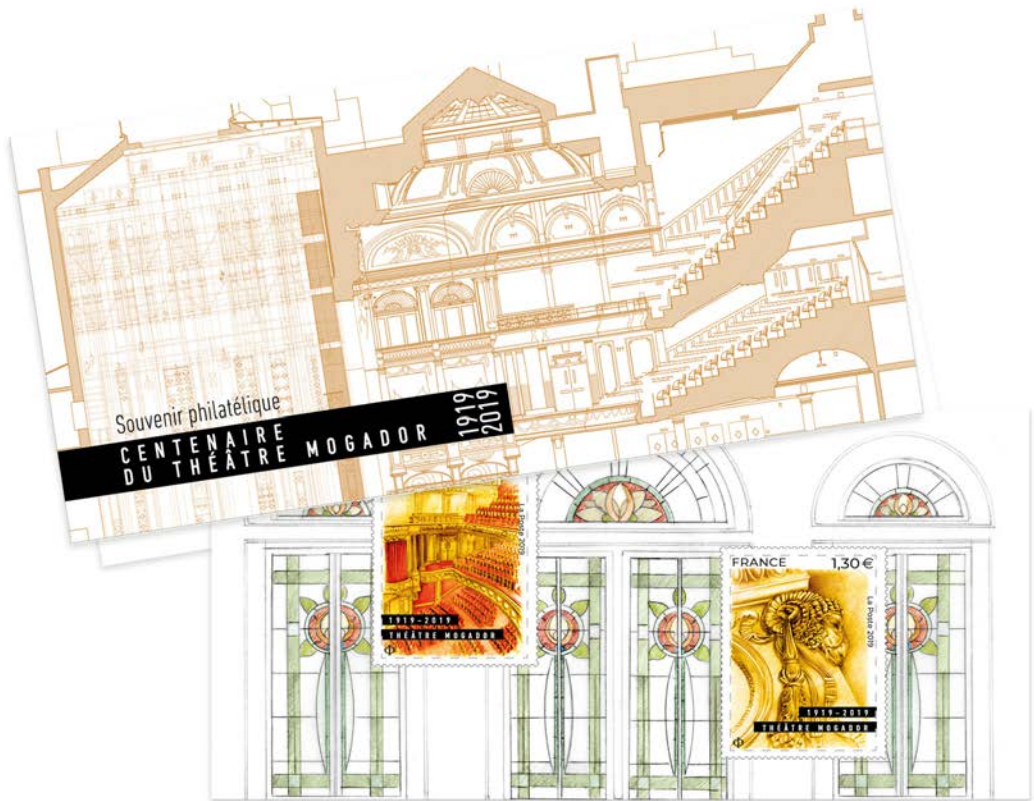 Souvenir philatélique
CENTENAIRE
DU THÉÂTRE MOGADOR
1919
2019
La Poste 2019
1919-2019
THÉÂTRE MOGADOR
FRANCE 1,30 €
La Poste 2019
1919-2019
THÉÂTRE MOGADOR